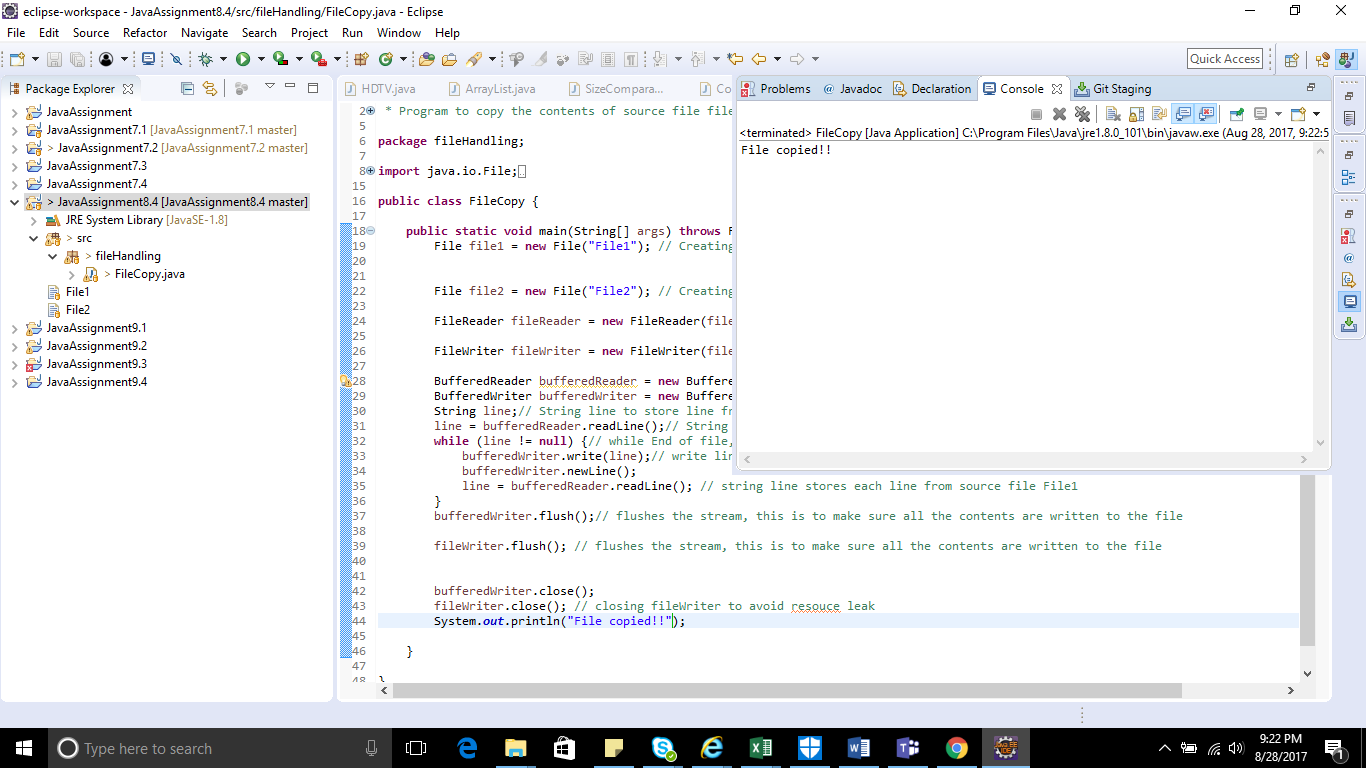 eclipse-workspace - JavaAssignment8.4/src/fileHandling/FileCopy.java - Eclipse
File Edit Source Refactor Navigate Search Project Run Window Help
Quick Access
Package Explorer
JavaAssignment
JavaAssignment7.1 [JavaAssignment7.1 master]
> JavaAssignment7.2 [JavaAssignment7.2 master]
JavaAssignment7.3
JavaAssignment7.4
> JavaAssignment8.4 [JavaAssignment8.4 master]
JRE System Library [JavaSE-1.8]
> src
> fileHandling
> FileCopy.java
File1
File2
JavaAssignment9.1
JavaAssignment9.2
JavaAssignment9.3
JavaAssignment9.4
HDTV.java ArrayList.java SizeCompara... Co
2 * Program to copy the contents of source file file
5
6 package fileHandling;
7
8 import java.io.File;
15
16 public class FileCopy {
17
18 public static void main(String[] args) throws F
19 File file1 = new File("File1"); // Creating
20
21
22 File file2 = new File("File2"); // Creating
23
24 FileReader fileReader = new FileReader(file
25
26 FileWriter fileWriter = new FileWriter(file
27
28 BufferedReader bufferedReader = new Buffere
29 BufferedWriter bufferedWriter = new Buffere
30 String line;// String line to store line fr
31 line = bufferedReader.readLine();// String
32 while (line != null) {// while End of file,
33 bufferedWriter.write(line);// write lin
34 bufferedWriter.newLine();
35 line = bufferedReader.readLine(); // string line stores each line from source file File1
36 }
37 bufferedWriter.flush();// flushes the stream, this is to make sure all the contents are written to the file
38
39 fileWriter.flush(); // flushes the stream, this is to make sure all the contents are written to the file
40
41
42 bufferedWriter.close();
43 fileWriter.close(); // closing fileWriter to avoid resouce leak
44 System.out.println("File copied!!");
45
46 }
47
48 }
Problems @ Javadoc Declaration Console Git Staging
<terminated> FileCopy [Java Application] C:\Program Files\Java\jre1.8.0_101\bin\javaw.exe (Aug 28, 2017, 9:22:5
File copied!!
Type here to search
9:22 PM
8/28/2017
1